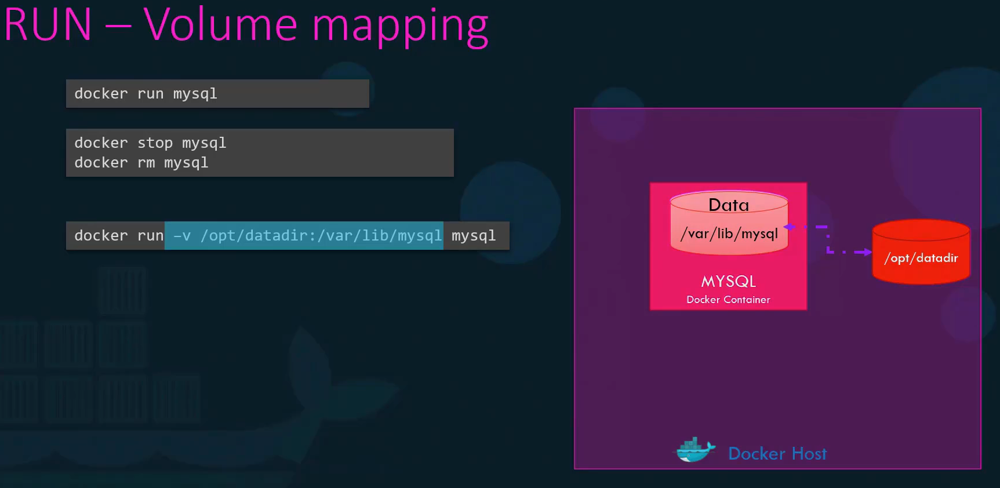 RUN – Volume mapping
docker run mysql
docker stop mysql
docker rm mysql
docker run –v /opt/datadir:/var/lib/mysql mysql
Data
/var/lib/mysql
/opt/datadir
MYSQL
Docker Container
Docker Host